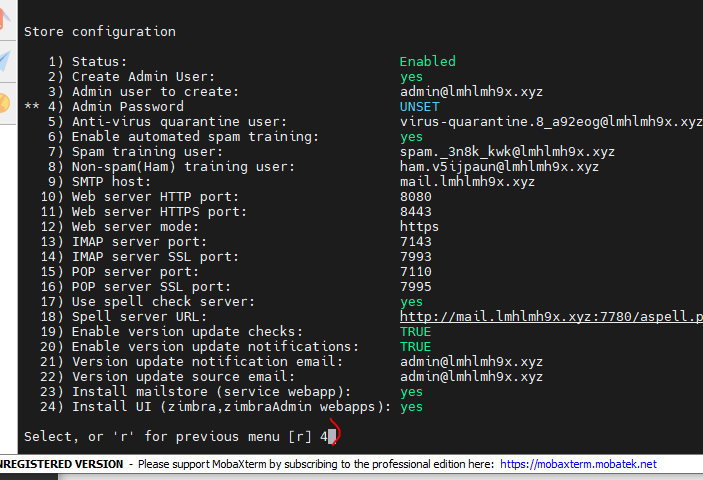 Store configuration
1) Status: Enabled
2) Create Admin User: yes
3) Admin user to create: admin@lmhlmh9x.xyz
** 4) Admin Password UNSET
5) Anti-virus quarantine user: virus-quarantine.8_a92eog@lmhlmh9x.xyz
6) Enable automated spam training: yes
7) Spam training user: spam._3n8k_kwk@lmhlmh9x.xyz
8) Non-spam(Ham) training user: ham.v5ijpaun@lmhlmh9x.xyz
9) SMTP host: mail.lmhlmh9x.xyz
10) Web server HTTP port: 8080
11) Web server HTTPS port: 8443
12) Web server mode: https
13) IMAP server port: 7143
14) IMAP server SSL port: 7993
15) POP server port: 7110
16) POP server SSL port: 7995
17) Use spell check server: yes
18) Spell server URL: http://mail.lmhlmh9x.xyz:7780/aspell.p
19) Enable version update checks: TRUE
20) Enable version update notifications: TRUE
21) Version update notification email: admin@lmhlmh9x.xyz
22) Version update source email: admin@lmhlmh9x.xyz
23) Install mailstore (service webapp): yes
24) Install UI (zimbra,zimbraAdmin webapps): yes
Select, or 'r' for previous menu [r] 4
NREGISTERED VERSION - Please support MobaXterm by subscribing to the professional edition here: https://mobaxterm.mobatek.net